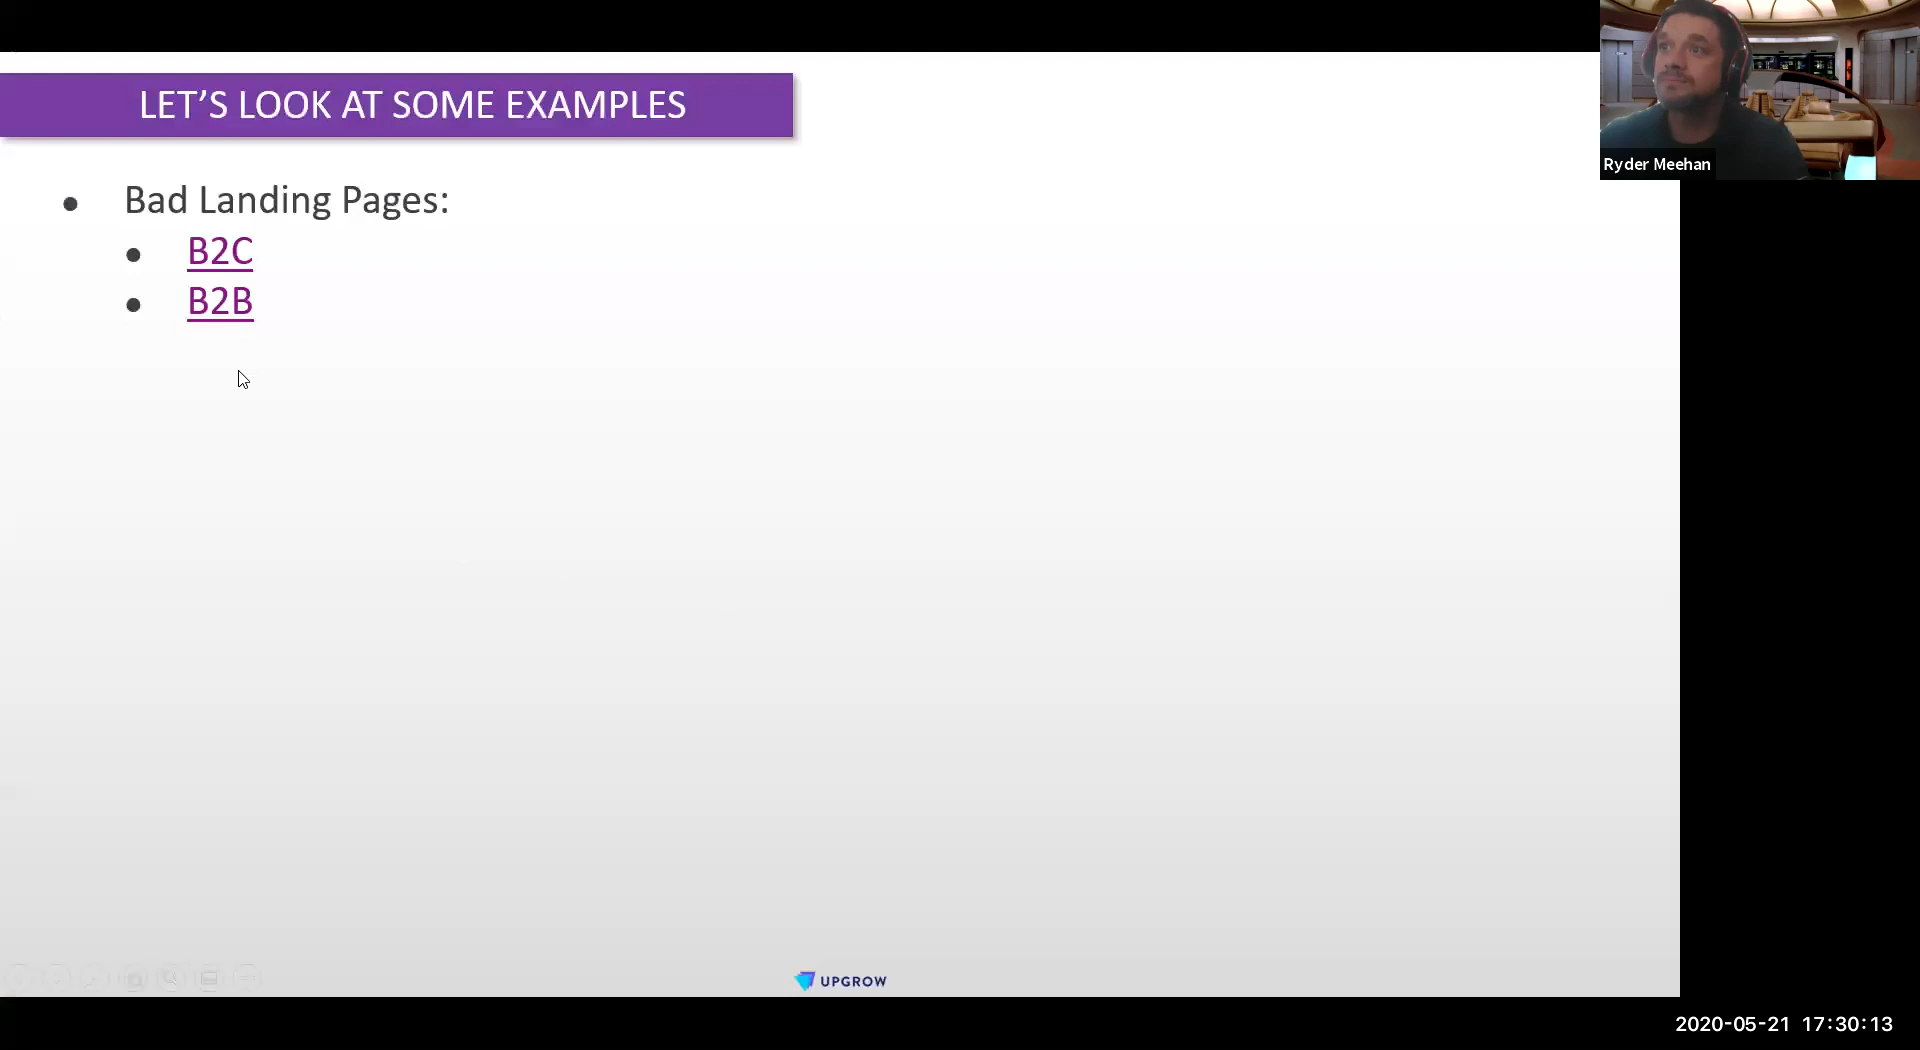 LET’S LOOK AT SOME EXAMPLES
Ryder Meehan
Bad Landing Pages:
B2C
B2B
UPGROW
2020-05-21 17:30:13